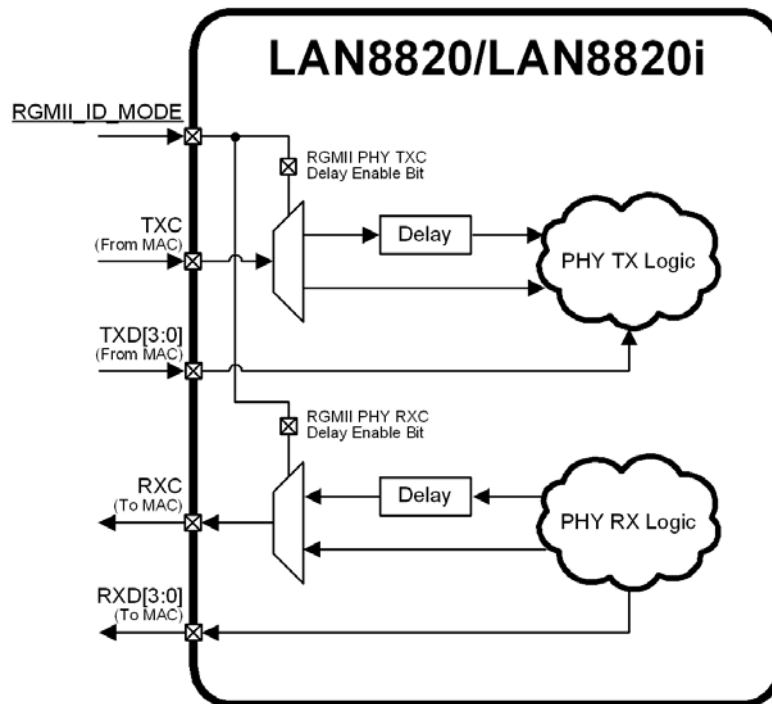 LAN8820/LAN8820i
RGMII_ID_MODE
RGMII PHY TXC
Delay Enable Bit
TXC
(From MAC)
Delay
PHY TX Logic
TXD[3:0]
(From MAC)
RGMII PHY RXC
Delay Enable Bit
RXC
(To MAC)
Delay
PHY RX Logic
RXD[3:0]
(To MAC)